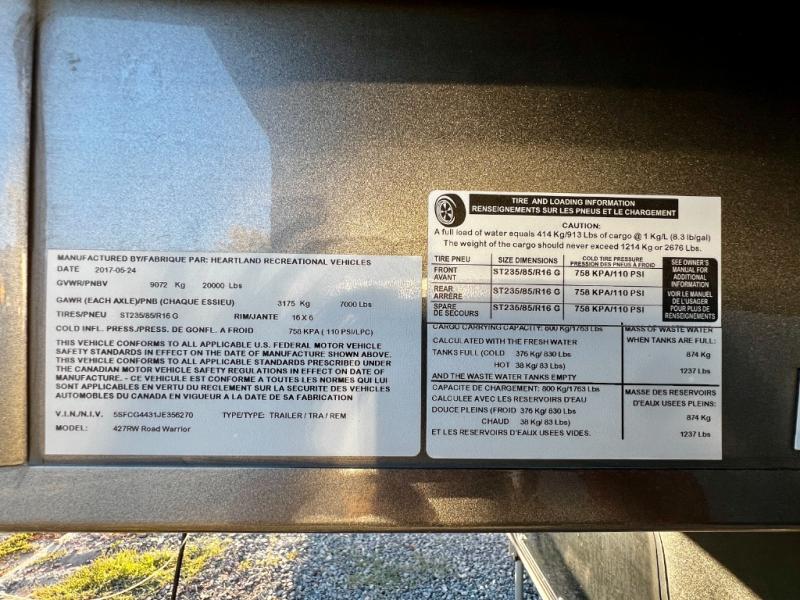 MANUFACTURED BY/FABRIQUE PAR: HEARTLAND RECREATIONAL VEHICLES
DATE 2017-05-24
GVWR/PNBV 9072 Kg 20000 Lbs
GAWR (EACH AXLE)/PNB (CHAQUE ESSIEU) 3175 Kg 7000 Lbs
TIRES/PNEU ST235/85/R16 G RIM/JANTE 16 X 6
COLD INFL. PRESS./PRESS. DE GONFL. A FROID 758 KPA ( 110 PSI/LPC)
THIS VEHICLE CONFORMS TO ALL APPLICABLE U.S. FEDERAL MOTOR VEHICLE
SAFETY STANDARDS IN EFFECT ON THE DATE OF MANUFACTURE SHOWN ABOVE.
THIS VEHICLE CONFORMS TO ALL APPLICABLE STANDARDS PRESCRIBED UNDER
THE CANADIAN MOTOR VEHICLE SAFETY REGULATIONS IN EFFECT ON DATE OF
MANUFACTURE. - CE VEHICULE EST CONFORME A TOUTES LES NORMES QUI LUI
SONT APPLICABLES EN VERTU DU REGLEMENT SUR LA SECURITE DES VEHICLES
AUTOMOBILES DU CANADA EN VIGUEUR A LA DATE DE SA FABRICATION
V.I.N./N.I.V. 5SFCG4431JE356270 TYPE/TYPE: TRAILER / TRA / REM
MODEL: 427RW Road Warrior
TIRE AND LOADING INFORMATION
RENSEIGNEMENTS SUR LES PNEUS ET LE CHARGEMENT
CAUTION:
A full load of water equals 414 Kg/913 Lbs of cargo @ 1 Kg/L (8.3 lb/gal)
The weight of the cargo should never exceed 1214 Kg or 2676 Lbs.
TIRE PNEU SIZE DIMENSIONS COLD TIRE PRESSURE
PRESSION DES PNEUS A FROID
FRONT
AVANT ST235/85/R16 G 758 KPA/110 PSI
REAR
ARRÈRE ST235/85/R16 G 758 KPA/110 PSI
SPARE
DE SECOURS ST235/85/R16 G 758 KPA/110 PSI
SEE OWNER'S
MANUAL FOR
ADDITIONAL
INFORMATION
VOIR LE MANUEL
DE L'USAGER
POUR PLUS DE
RENSEIGNEMENTS
CARGO CARRYING CAPACITY: 800 Kg/1763 Lbs
CALCULATED WITH THE FRESH WATER
TANKS FULL (COLD 376 Kg/ 830 Lbs
HOT 38 Kg/ 83 Lbs)
AND THE WASTE WATER TANKS EMPTY
MASS OF WASTE WATER
WHEN TANKS ARE FULL:
874 Kg
1237 Lbs
CAPACITE DE CHARGEMENT: 800 Kg/1763 Lbs
CALCULEE AVEC LES RESERVOIRS D'EAU
DOUCE PLEINS (FROID 376 Kg/ 830 Lbs
CHAUD 38 Kg/ 83 Lbs)
ET LES RESERVOIRS D'EAU USEES VIDES.
MASSE DES RESERVOIRS
D'EAUX USEES PLEINS:
874 Kg
1237 Lbs